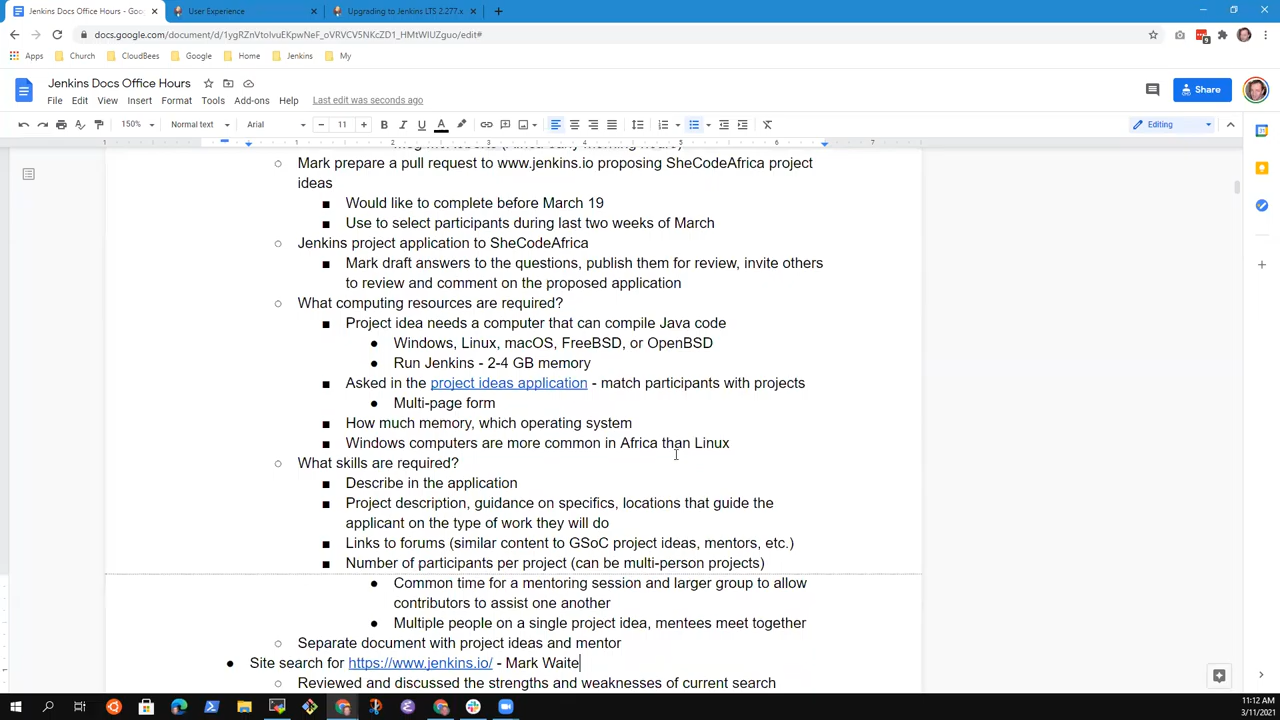 Jenkins Docs Office Hours - Goo
User Experience
Upgrading to Jenkins LTS 2.277.x
docs.google.com/document/d/1ygRZnVtoIvuEKpwNeF_oVRVCV5NKcZD1_HMtWIUZguo/edit#
Apps
Church
CloudBees
Google
Home
Jenkins
My
Jenkins Docs Office Hours
File Edit View Insert Format Tools Add-ons Help Last edit was seconds ago
Share
150% Normal text Arial 11 Editing
1 1 2 3 4 5 6 7
○ Mark prepare a pull request to www.jenkins.io proposing SheCodeAfrica project
ideas
■ Would like to complete before March 19
■ Use to select participants during last two weeks of March
○ Jenkins project application to SheCodeAfrica
■ Mark draft answers to the questions, publish them for review, invite others
to review and comment on the proposed application
○ What computing resources are required?
■ Project idea needs a computer that can compile Java code
● Windows, Linux, macOS, FreeBSD, or OpenBSD
● Run Jenkins - 2-4 GB memory
■ Asked in the project ideas application - match participants with projects
● Multi-page form
■ How much memory, which operating system
■ Windows computers are more common in Africa than Linux
○ What skills are required?
■ Describe in the application
■ Project description, guidance on specifics, locations that guide the
applicant on the type of work they will do
■ Links to forums (similar content to GSoC project ideas, mentors, etc.)
■ Number of participants per project (can be multi-person projects)
● Common time for a mentoring session and larger group to allow
contributors to assist one another
● Multiple people on a single project idea, mentees meet together
○ Separate document with project ideas and mentor
● Site search for https://www.jenkins.io/ - Mark Waite
○ Reviewed and discussed the strengths and weaknesses of current search
11:12 AM
3/11/2021